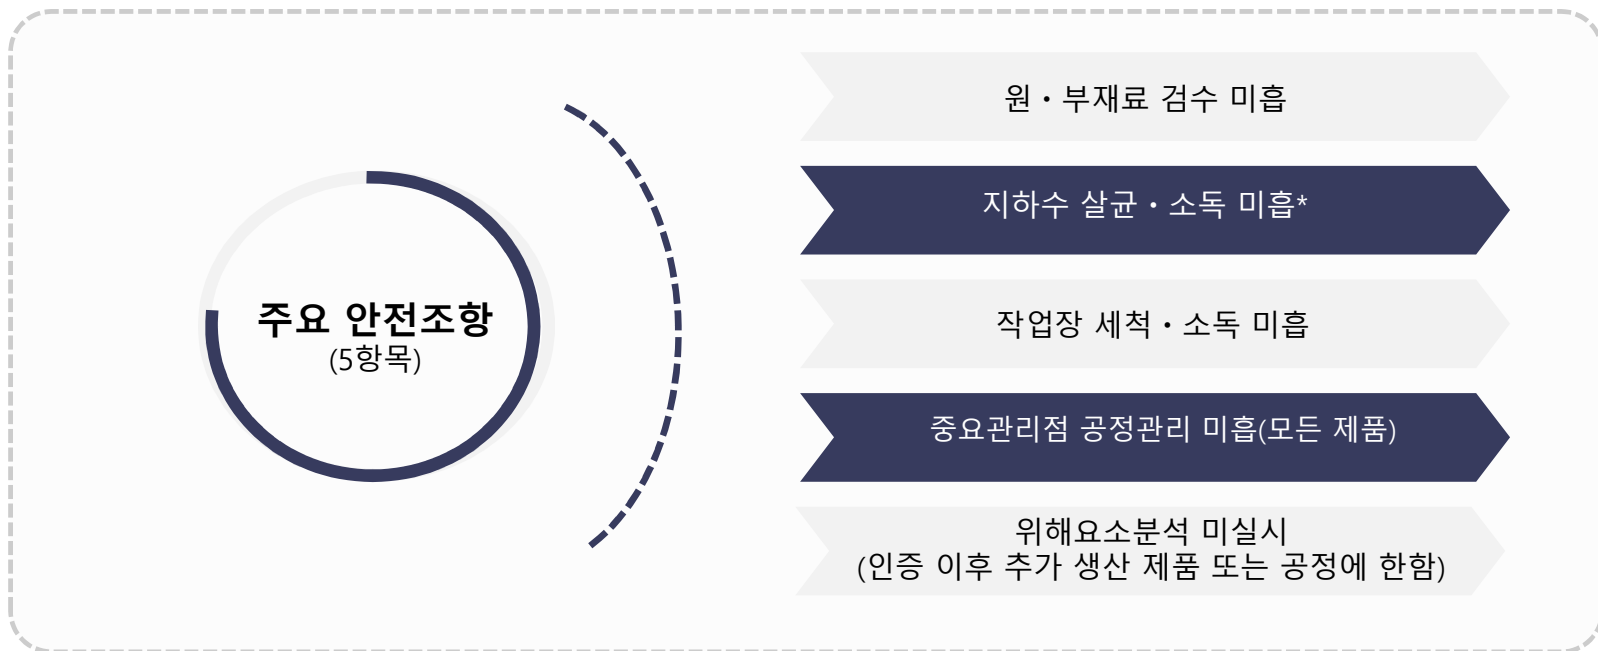 주요 안전조항
(5항목)
원·부재료 검수 미흡
지하수 살균·소독 미흡*
작업장 세척·소독 미흡
중요관리점 공정관리 미흡(모든 제품)
위해요소분석 미실시
(인증 이후 추가 생산 제품 또는 공정에 한함)